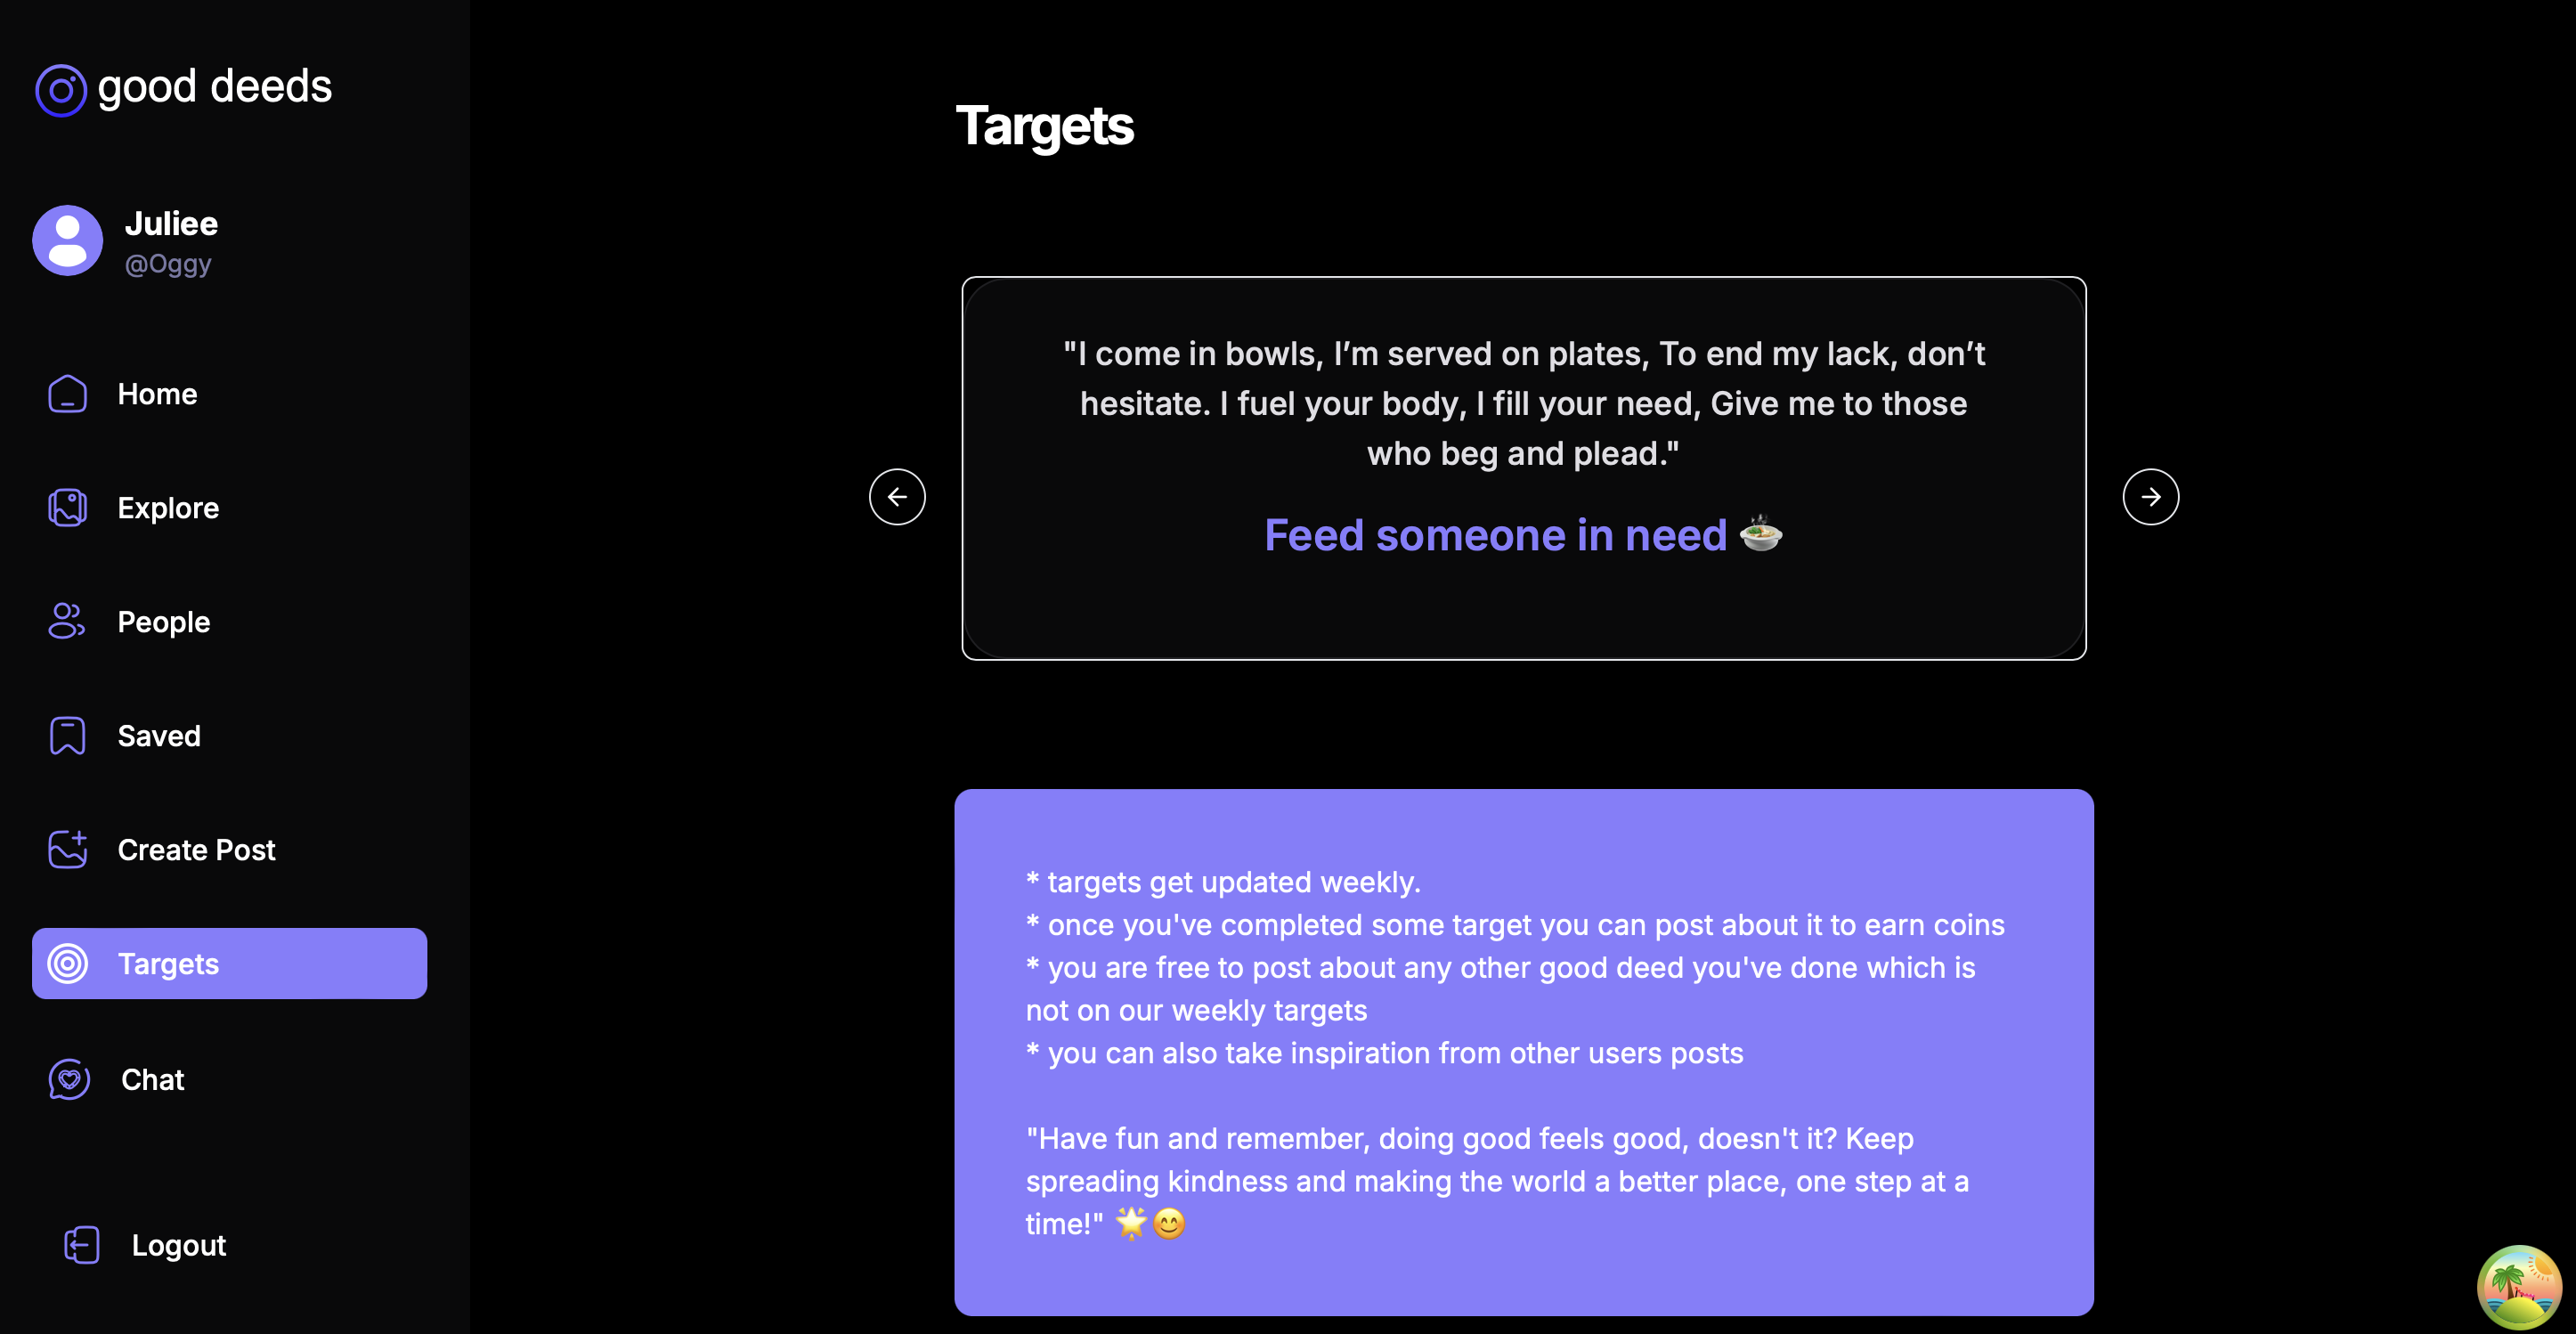 good deeds
Juliee
@Oggy
Home
Explore
People
Saved
Create Post
Targets
Chat
Logout
Targets
"I come in bowls, I’m served on plates, To end my lack, don’t
hesitate. I fuel your body, I fill your need, Give me to those
who beg and plead."
Feed someone in need 🍲
* targets get updated weekly.
* once you've completed some target you can post about it to earn coins
* you are free to post about any other good deed you've done which is
not on our weekly targets
* you can also take inspiration from other users posts
"Have fun and remember, doing good feels good, doesn't it? Keep
spreading kindness and making the world a better place, one step at a
time!" 🌟😊